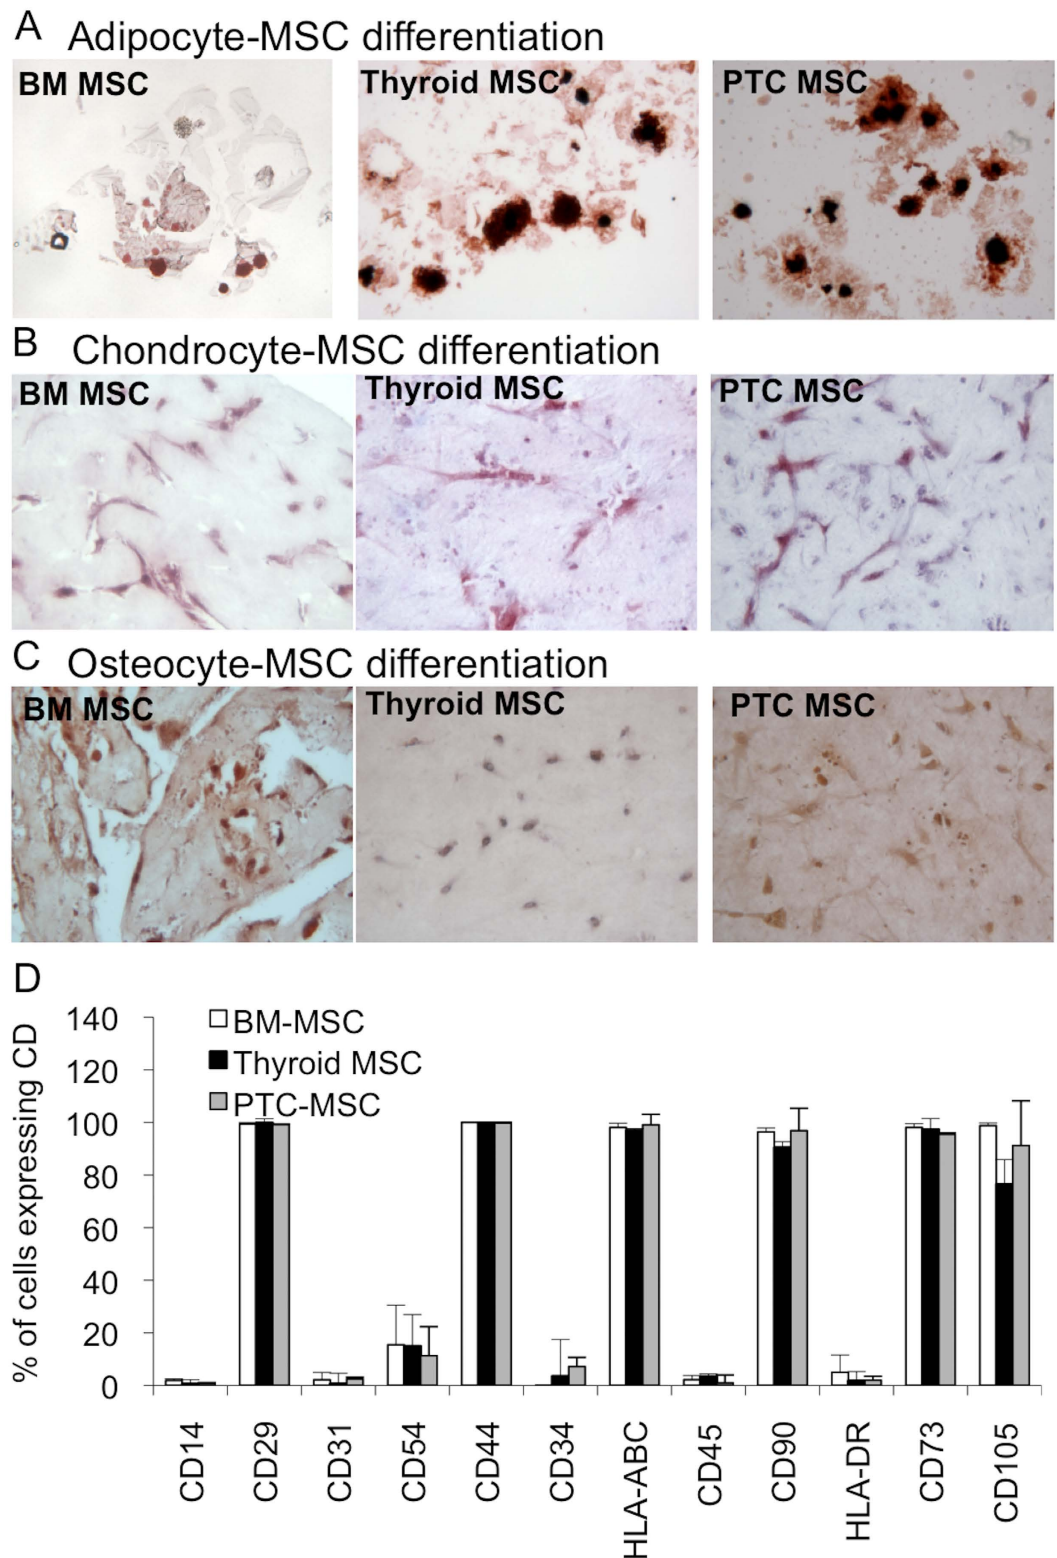 A Adipocyte-MSC differentiation
BM MSC Thyroid MSC PTC MSC
B Chondrocyte-MSC differentiation
BM MSC Thyroid MSC PTC MSC
C Osteocyte-MSC differentiation
BM MSC Thyroid MSC PTC MSC
D
% of cells expressing CD
140
120
100
80
60
40
20
0
BM-MSC
Thyroid MSC
PTC-MSC
CD14
CD29
CD31
CD54
CD44
CD34
HLA-ABC
CD45
CD90
HLA-DR
CD73
CD105